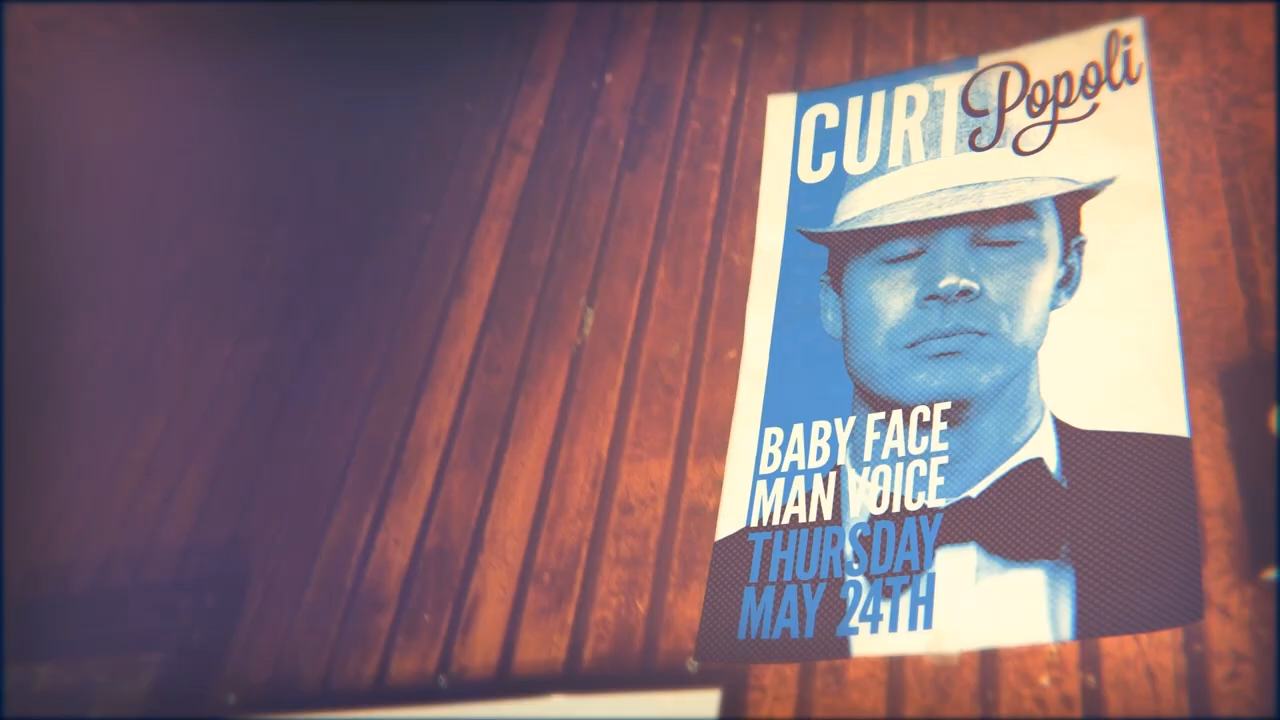 CURT Popoli
BABY FACE
MAN VOICE
THURSDAY
MAY 24TH